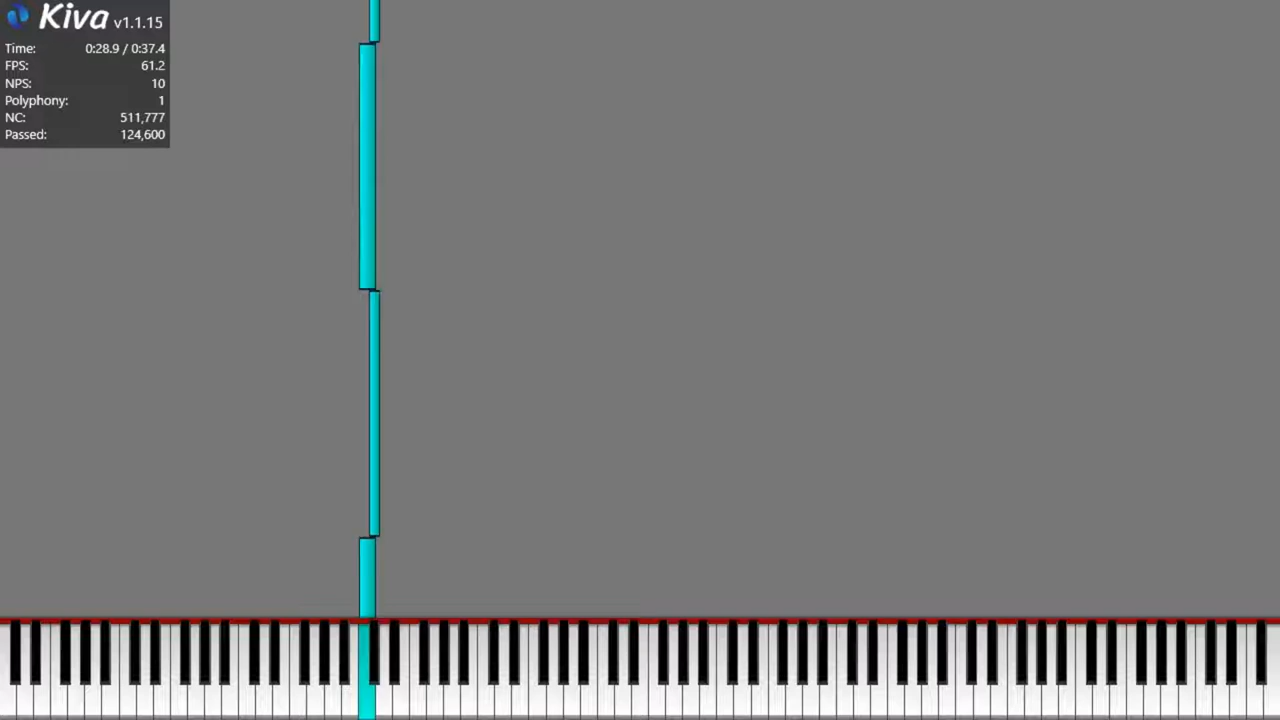 Kiva v1.1.15
Time: 0:28.9 / 0:37.4
FPS: 61.2
NPS: 10
Polyphony: 1
NC: 511,777
Passed: 124,600